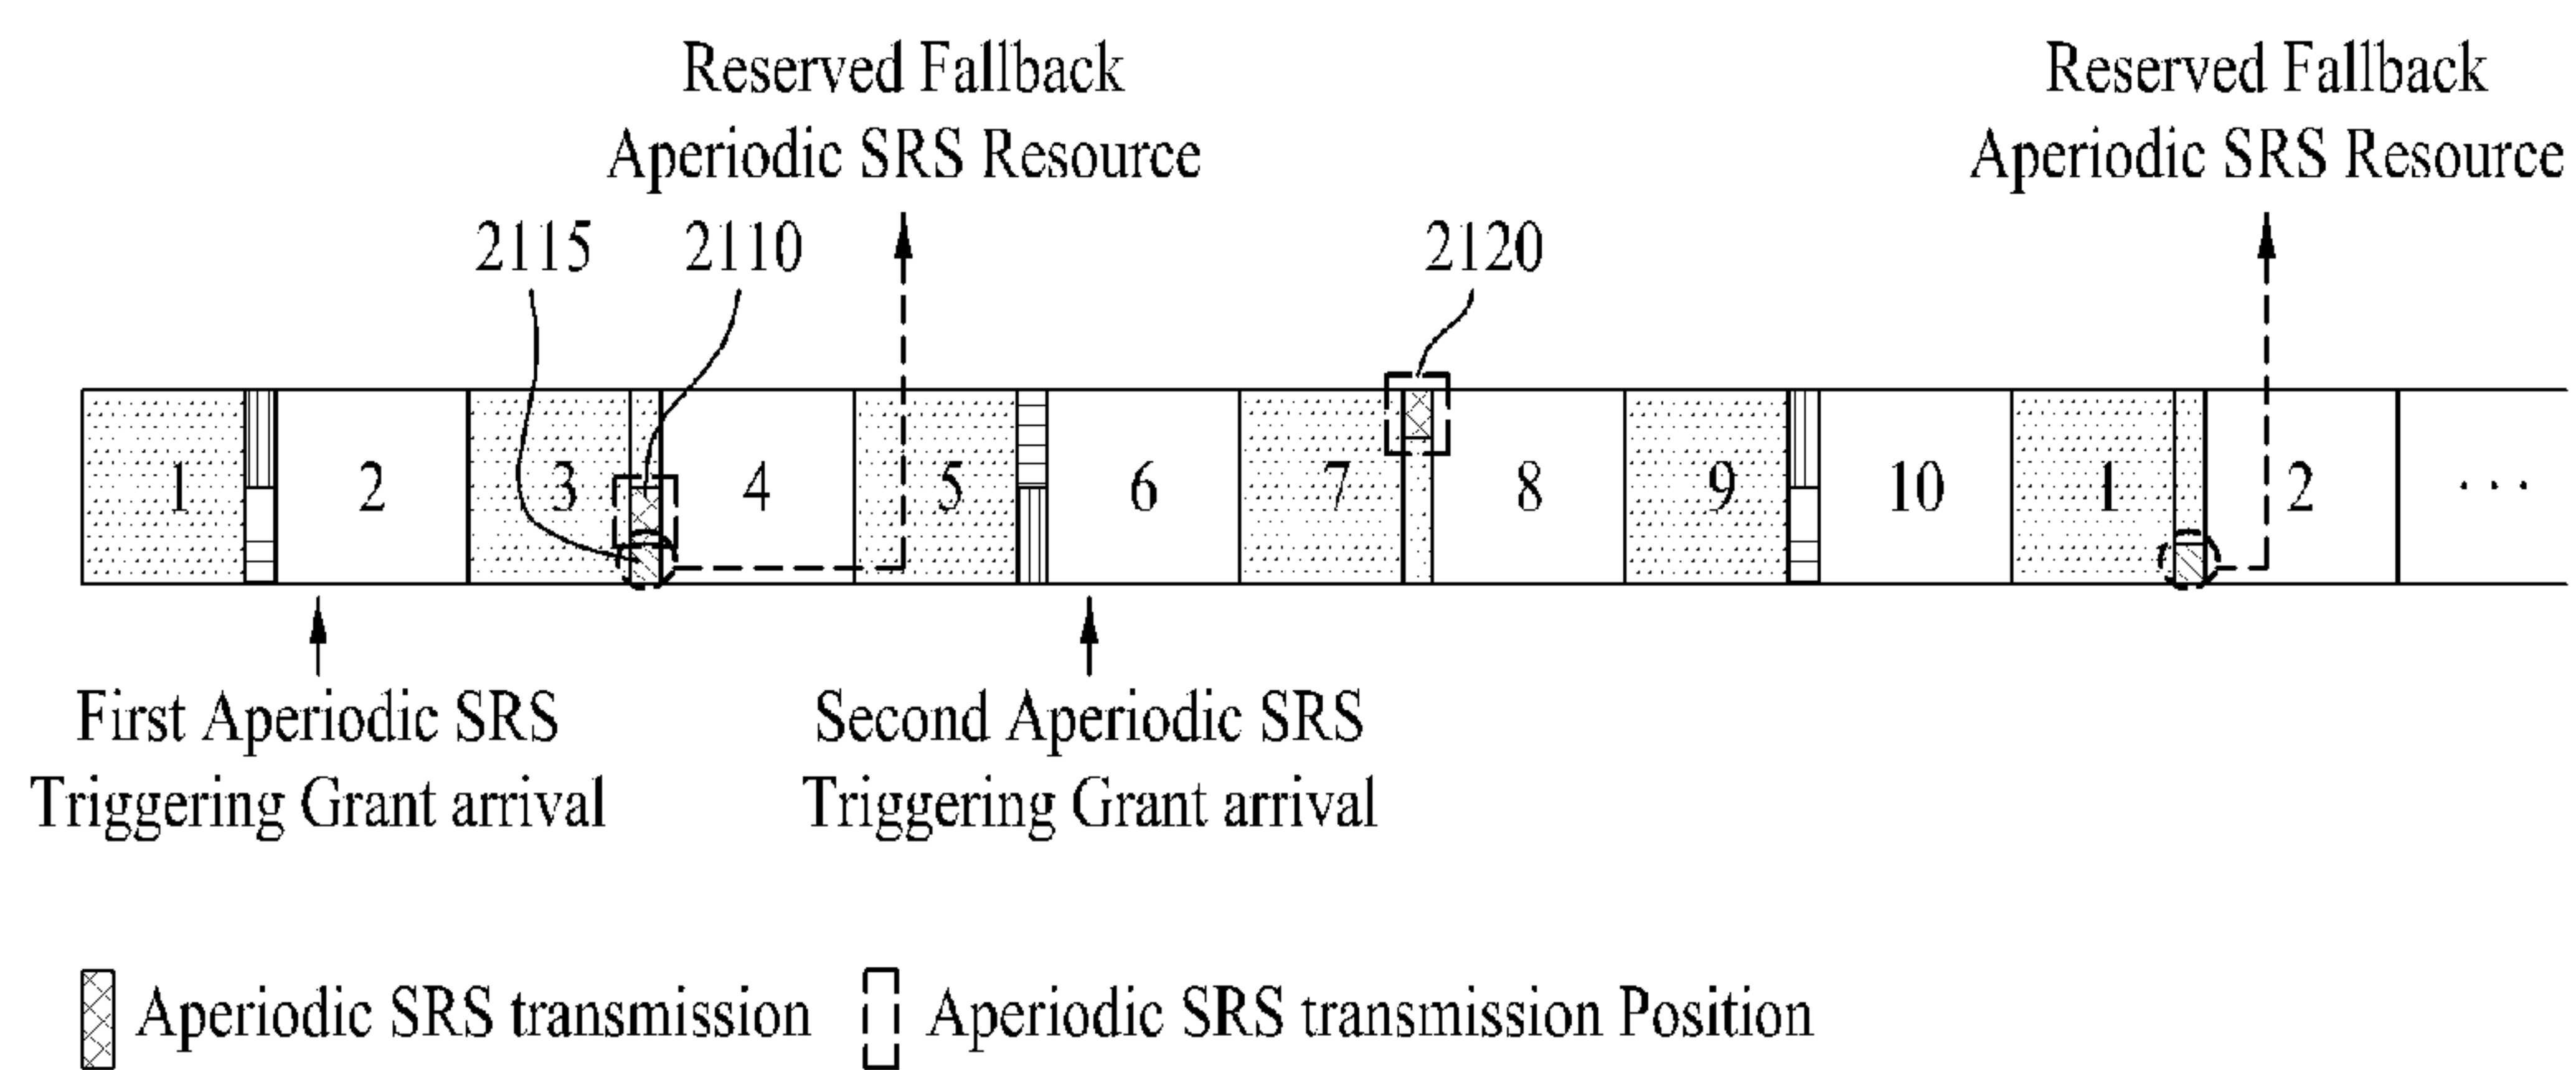 Reserved Fallback
Aperiodic SRS Resource
Reserved Fallback
Aperiodic SRS Resource
2115
2110
2120
1
2
3
4
5
6
7
8
9
10
1
2
...
First Aperiodic SRS
Triggering Grant arrival
Second Aperiodic SRS
Triggering Grant arrival
Aperiodic SRS transmission
Aperiodic SRS transmission Position